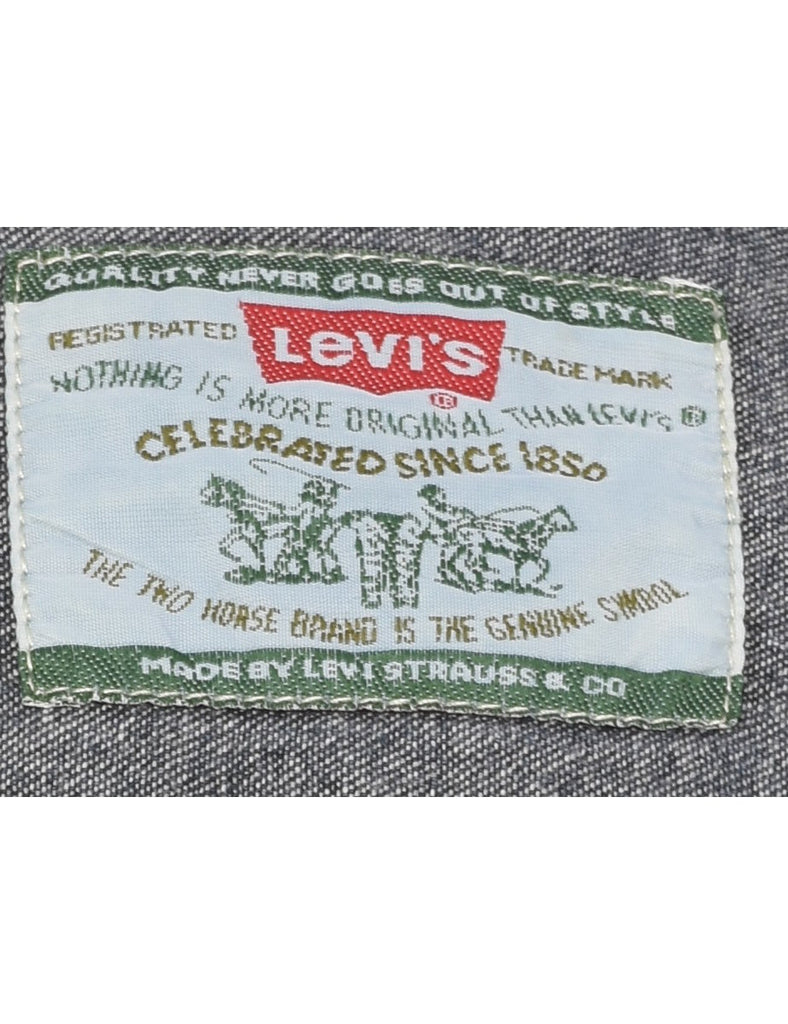 QUALITY NEVER GOES OUT OF STYLE
REGISTRATED LEVI'S TRADE MARK
NOTHING IS MORE ORIGINAL THAN LEVI'S ®
CELEBRATED SINCE 1850
THE TWO HORSE BRAND IS THE GENUINE SIMBOL
MADE BY LEVI STRAUSS & CO